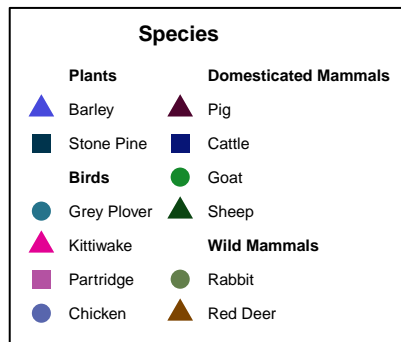 Species
Plants
Barley
Stone Pine
Birds
Grey Plover
Kittiwake
Partridge
Chicken
Domesticated Mammals
Pig
Cattle
Goat
Sheep
Wild Mammals
Rabbit
Red Deer